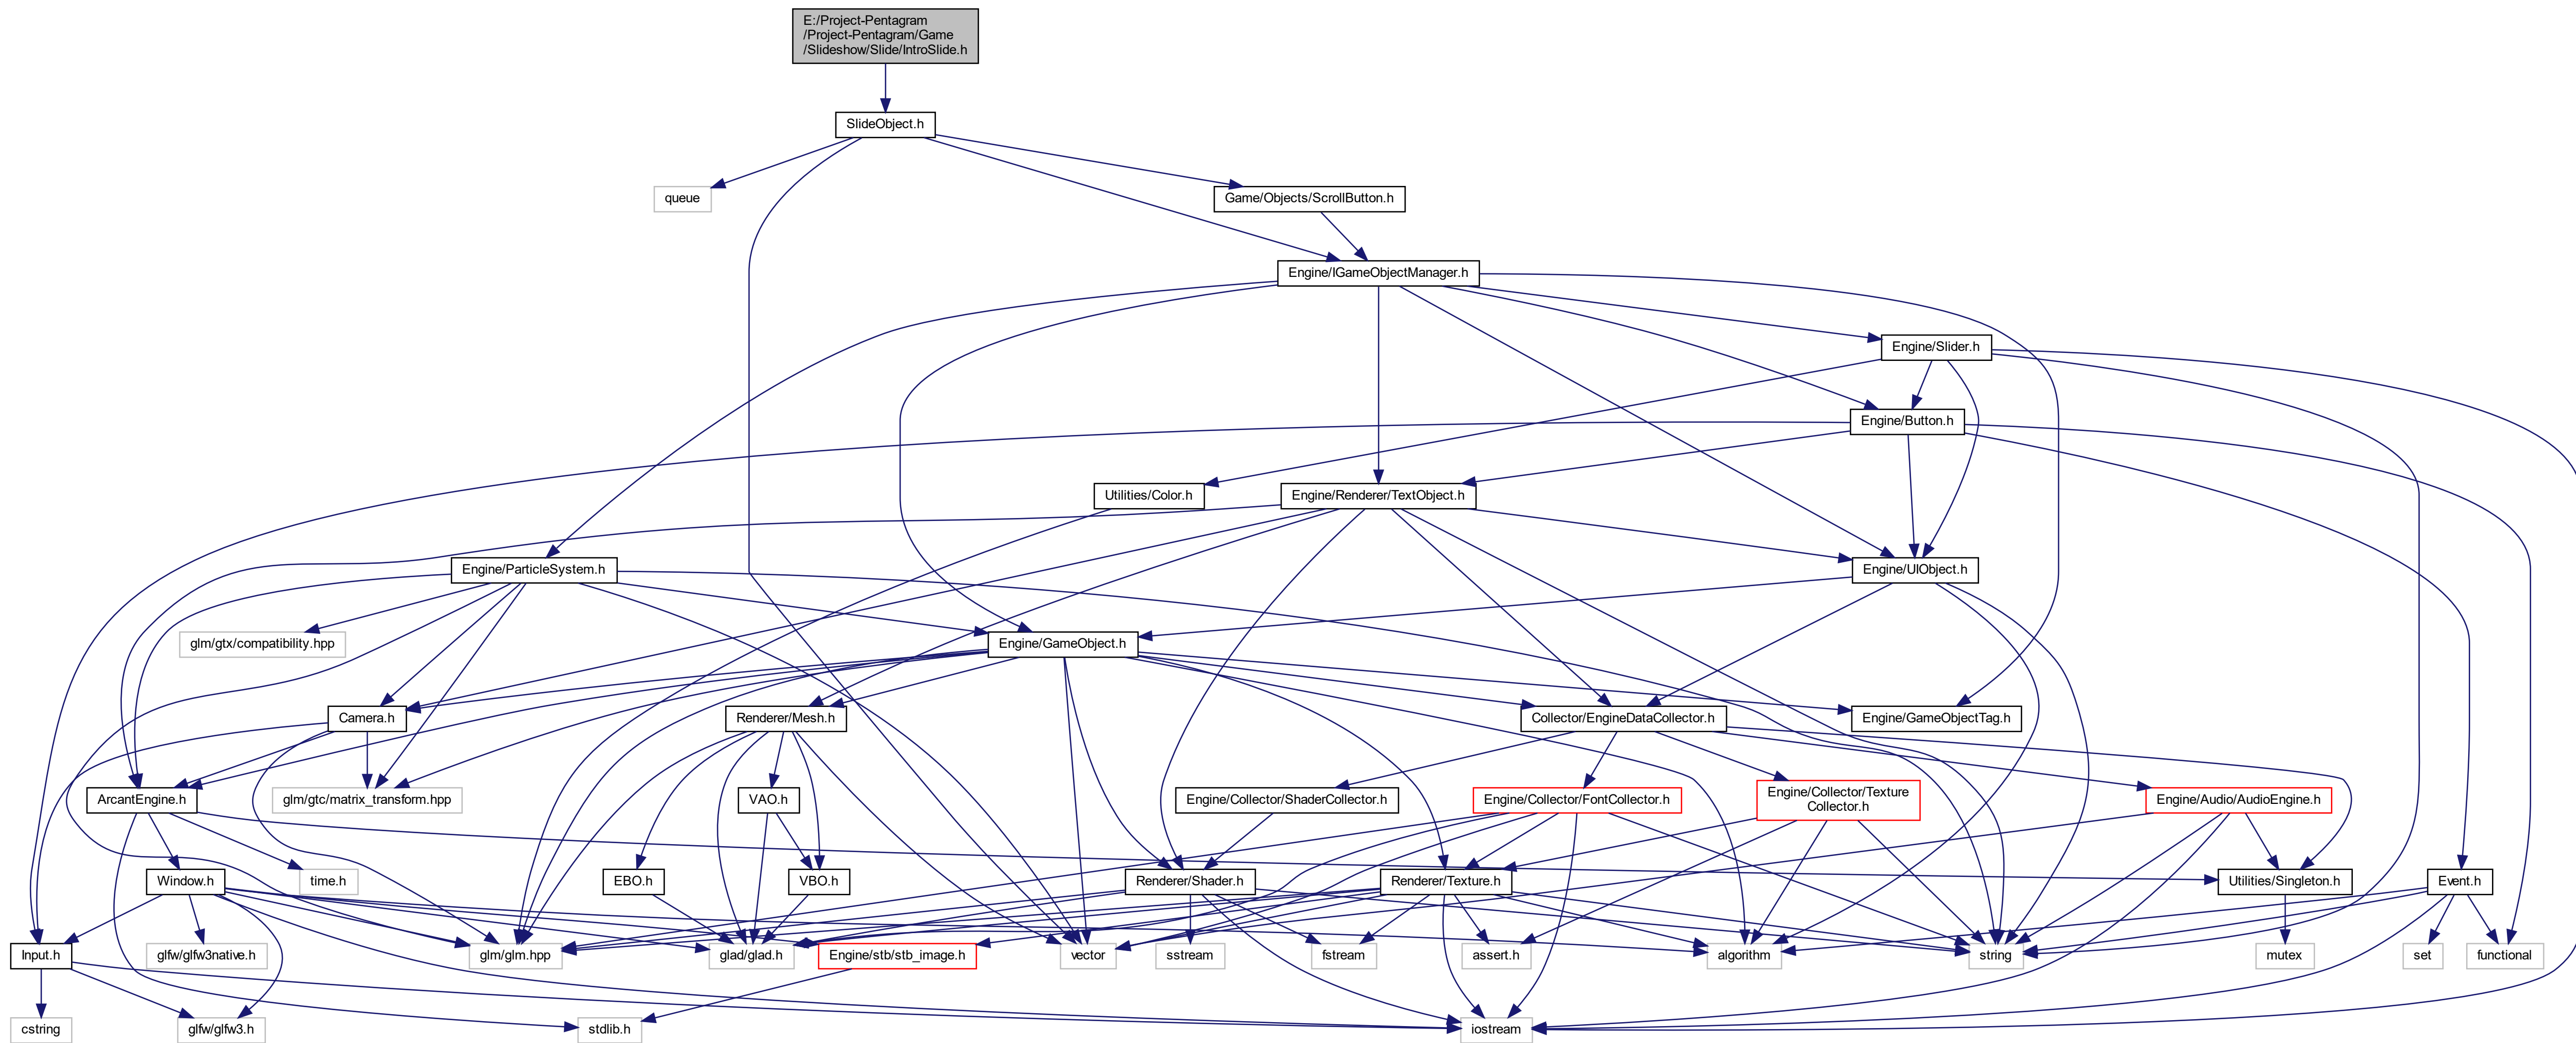 E:/Project-Pentagram
/Project-Pentagram/Game
/Slideshow/Slide/IntroSlide.h
SlideObject.h
queue
Game/Objects/ScrollButton.h
Engine/IGameObjectManager.h
Engine/Slider.h
Engine/Button.h
Utilities/Color.h
Engine/Renderer/TextObject.h
Engine/ParticleSystem.h
Engine/UIObject.h
glm/gtx/compatibility.hpp
Engine/GameObject.h
Camera.h
Renderer/Mesh.h
Collector/EngineDataCollector.h
Engine/GameObjectTag.h
ArcantEngine.h
glm/gtc/matrix_transform.hpp
VAO.h
Engine/Collector/ShaderCollector.h
Engine/Collector/FontCollector.h
Engine/Collector/Texture
Collector.h
Engine/Audio/AudioEngine.h
Window.h
time.h
EBO.h
VBO.h
Renderer/Shader.h
Renderer/Texture.h
Utilities/Singleton.h
Event.h
Input.h
glfw/glfw3native.h
glm/glm.hpp
glad/glad.h
Engine/stb/stb_image.h
vector
sstream
fstream
assert.h
algorithm
string
mutex
set
functional
cstring
glfw/glfw3.h
stdlib.h
iostream